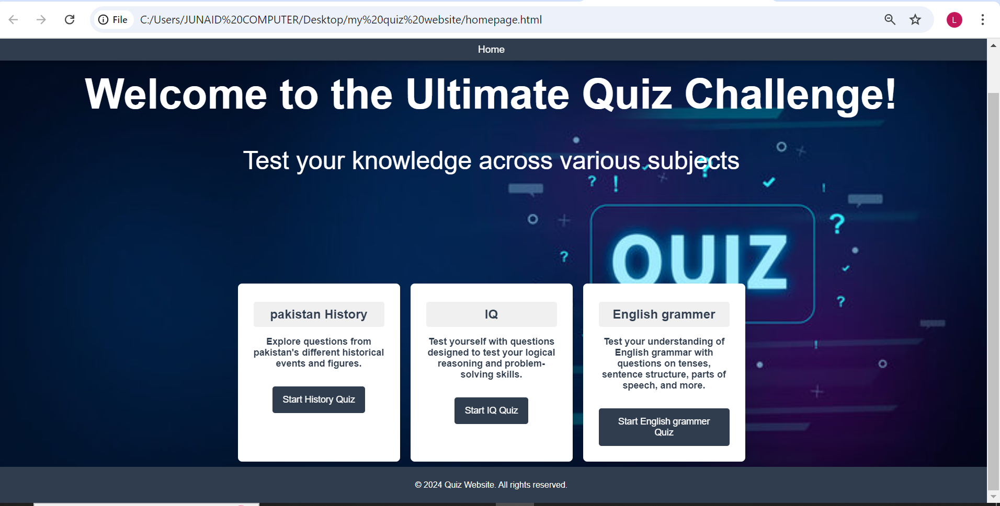 File C:/Users/JUNAID%20COMPUTER/Desktop/my%20quiz%20website/homepage.html
L
Home
Welcome to the Ultimate Quiz Challenge!
Test your knowledge across various subjects
QUIZ
pakistan History
Explore questions from
pakistan's different historical
events and figures.
Start History Quiz
IQ
Test yourself with questions
designed to test your logical
reasoning and problem-
solving skills.
Start IQ Quiz
English grammer
Test your understanding of
English grammar with
questions on tenses,
sentence structure, parts of
speech, and more.
Start English grammer
Quiz
© 2024 Quiz Website. All rights reserved.